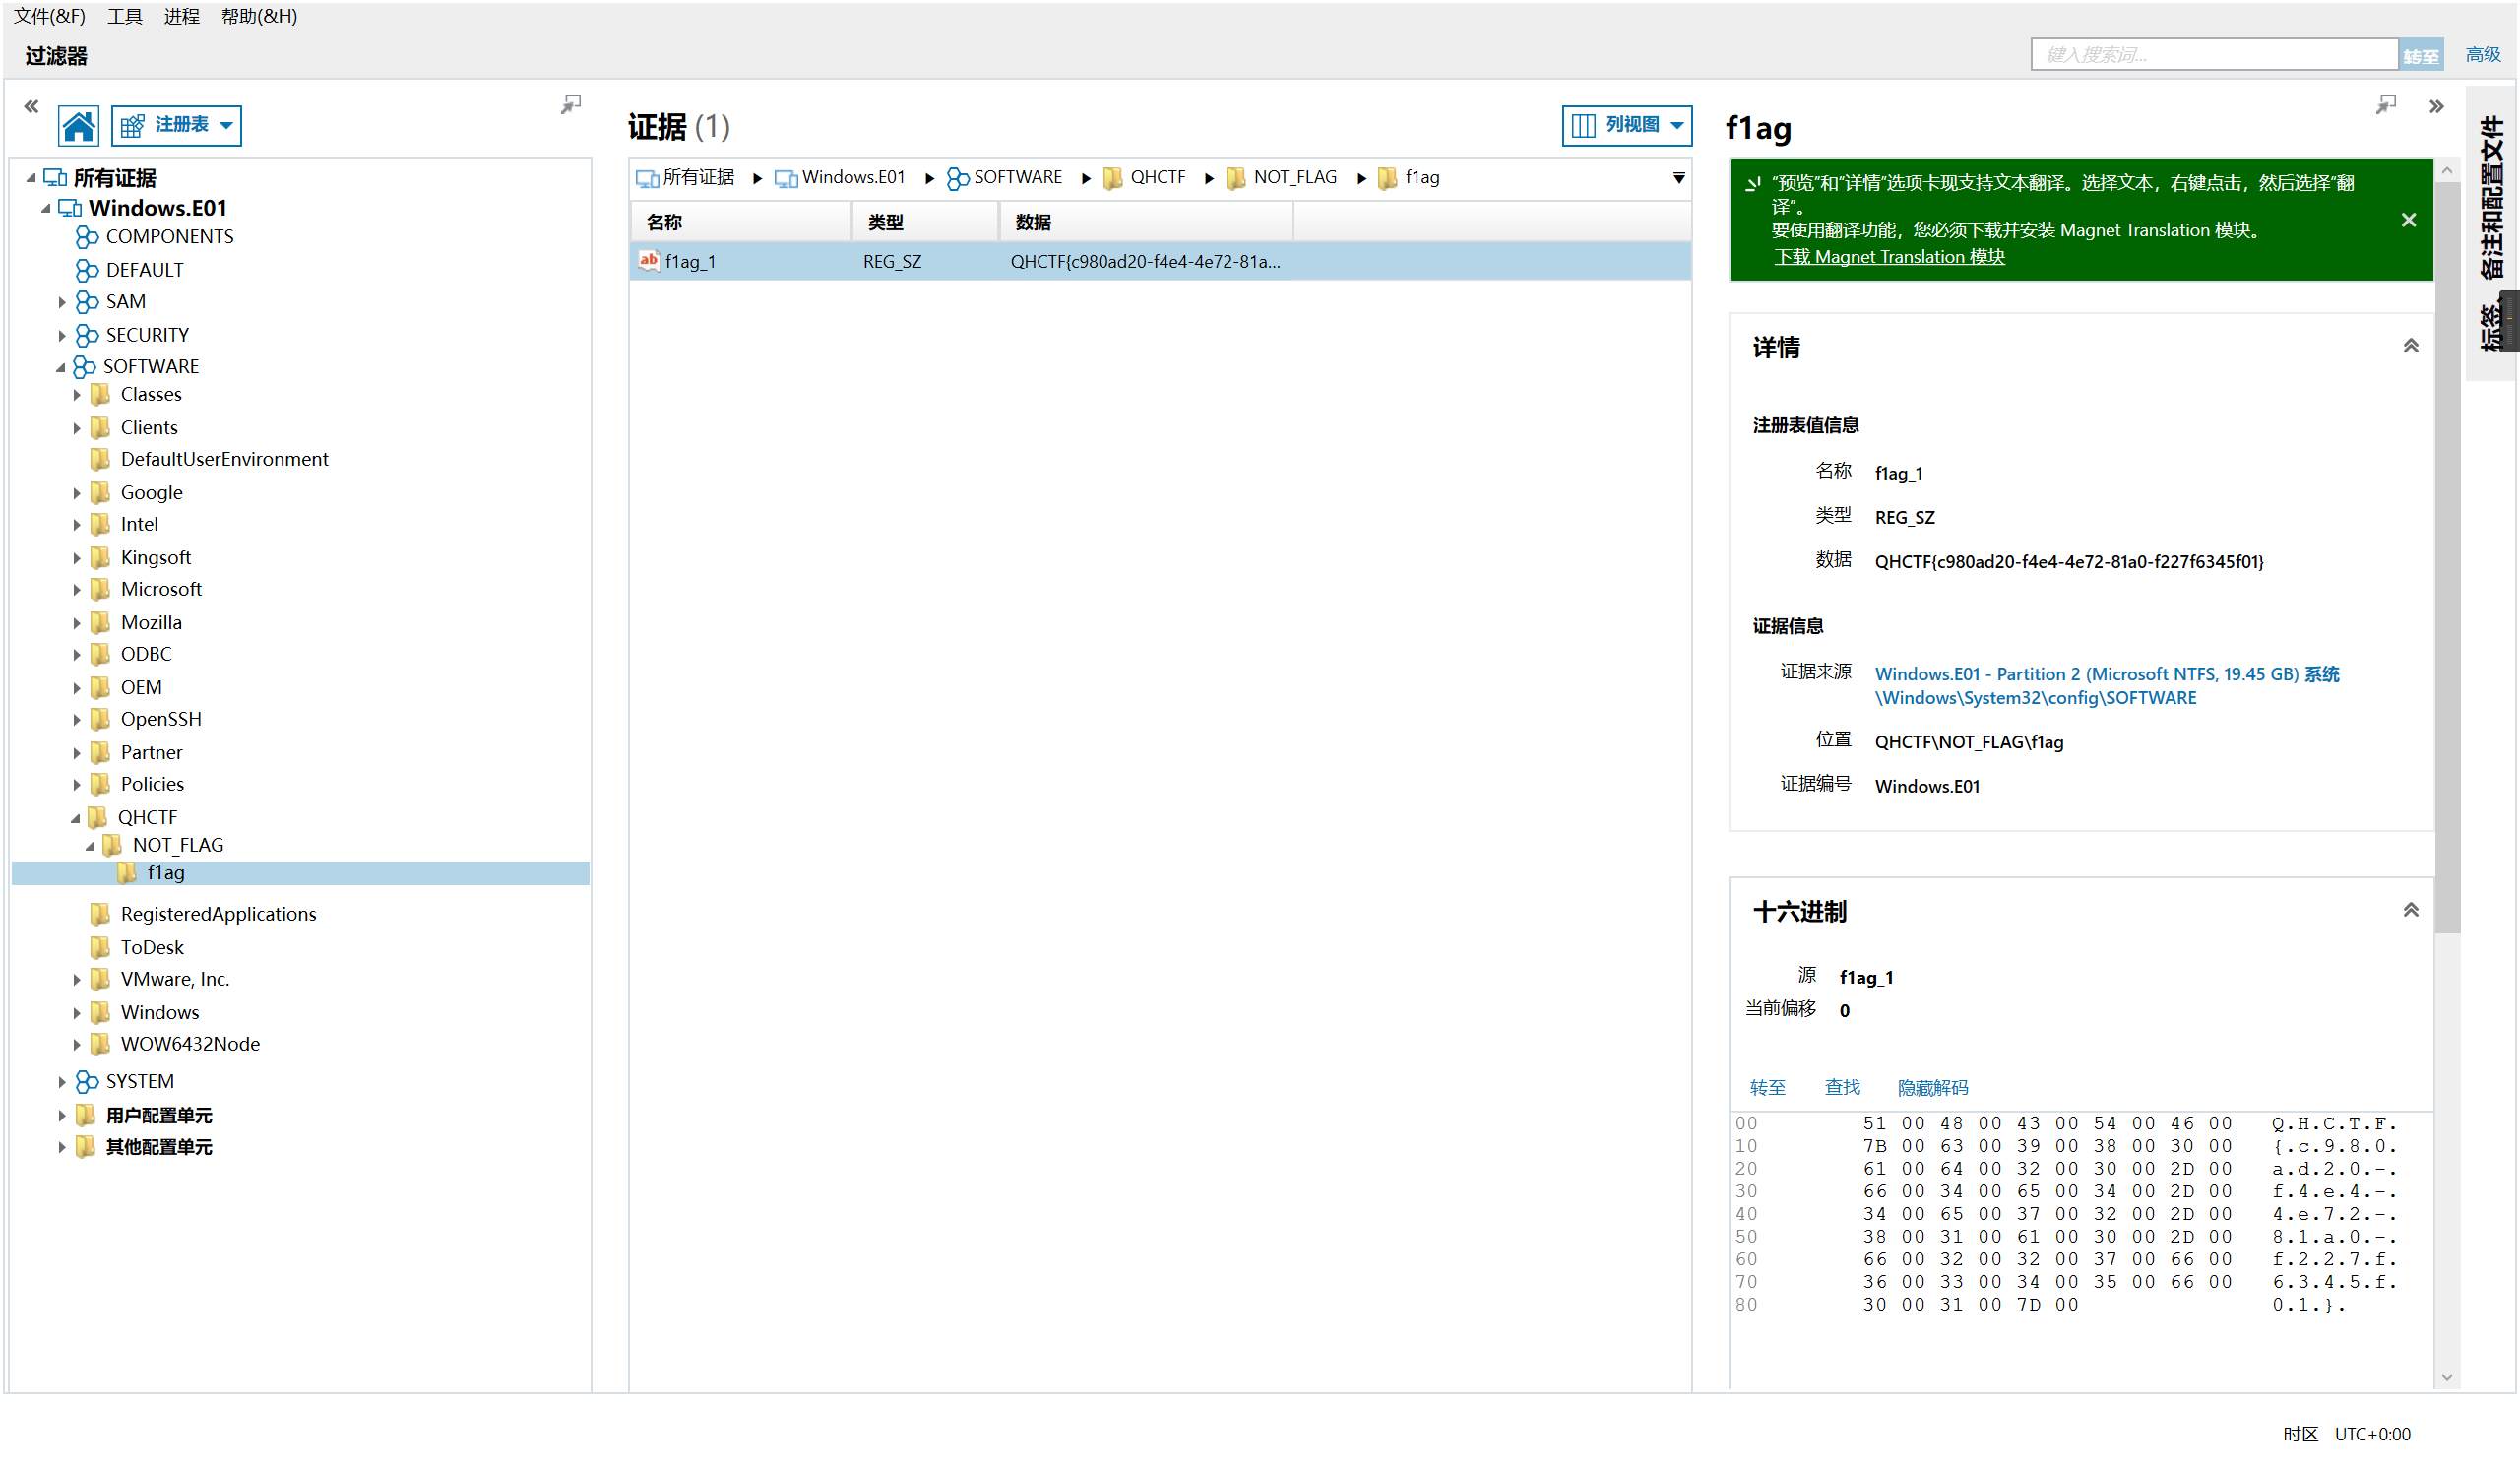 文件(&F) 工具 进程 帮助(&H)
过滤器
键入搜索词...
转至
高级
注册表
所有证据
Windows.E01
COMPONENTS
DEFAULT
SAM
SECURITY
SOFTWARE
Classes
Clients
DefaultUserEnvironment
Google
Intel
Kingsoft
Microsoft
Mozilla
ODBC
OEM
OpenSSH
Partner
Policies
QHCTF
NOT_FLAG
f1ag
RegisteredApplications
ToDesk
VMware, Inc.
Windows
WOW6432Node
SYSTEM
用户配置单元
其他配置单元
证据 (1)
列视图
所有证据 Windows.E01 SOFTWARE QHCTF NOT_FLAG f1ag
名称 类型 数据
f1ag_1 REG_SZ QHCTF{c980ad20-f4e4-4e72-81a...
f1ag
“预览”和“详情”选项卡现支持文本翻译。选择文本，右键点击，然后选择“翻
译”。
要使用翻译功能，您必须下载并安装 Magnet Translation 模块。
下载 Magnet Translation 模块
详情
注册表值信息
名称 f1ag_1
类型 REG_SZ
数据 QHCTF{c980ad20-f4e4-4e72-81a0-f227f6345f01}
证据信息
证据来源 Windows.E01 - Partition 2 (Microsoft NTFS, 19.45 GB) 系统
\Windows\System32\config\SOFTWARE
位置 QHCTF\NOT_FLAG\f1ag
证据编号 Windows.E01
十六进制
源 f1ag_1
当前偏移 0
转至 查找 隐藏解码
00 51 00 48 00 43 00 54 00 46 00 Q.H.C.T.F.
10 7B 00 63 00 39 00 38 00 30 00 {.c.9.8.0.
20 61 00 64 00 32 00 30 00 2D 00 a.d.2.0.-.
30 66 00 34 00 65 00 34 00 2D 00 f.4.e.4.-.
40 34 00 65 00 37 00 32 00 2D 00 4.e.7.2.-.
50 38 00 31 00 61 00 30 00 2D 00 8.1.a.0.-.
60 66 00 32 00 32 00 37 00 66 00 f.2.2.7.f.
70 36 00 33 00 34 00 35 00 66 00 6.3.4.5.f.
80 30 00 31 00 7D 00 0.1.}.
标签、备注和配置文件
时区 UTC+0:00